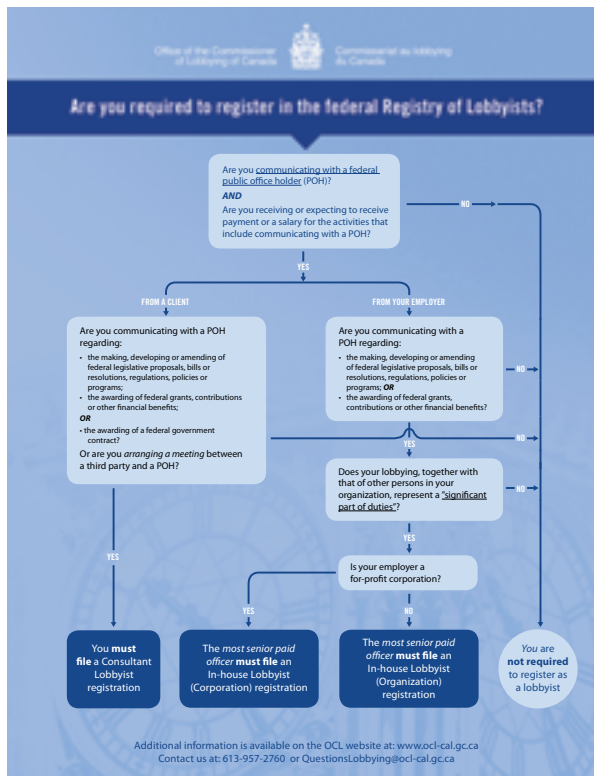 Office of the Commissioner
of Lobbying of Canada
Commissariat au lobbying
du Canada
Are you required to register in the federal Registry of Lobbyists?
Are you communicating with a federal
public office holder (POH)?
AND
Are you receiving or expecting to receive
payment or a salary for the activities that
include communicating with a POH?
NO
YES
FROM A CLIENT
FROM YOUR EMPLOYER
Are you communicating with a POH
regarding:
• the making, developing or amending of
federal legislative proposals, bills or
resolutions, regulations, policies or
programs;
• the awarding of federal grants, contributions
or other financial benefits;
OR
• the awarding of a federal government
contract?
Or are you arranging a meeting between
a third party and a POH?
Are you communicating with a
POH regarding:
• the making, developing or amending
of federal legislative proposals, bills or
resolutions, regulations, policies or
programs; OR
• the awarding of federal grants,
contributions or other financial benefits?
NO
YES
NO
Does your lobbying, together with
that of other persons in your
organization, represent a "significant
part of duties"?
NO
YES
YES
Is your employer a
for-profit corporation?
YES
NO
You must
file a Consultant
Lobbyist
registration
The most senior paid
officer must file an
In-house Lobbyist
(Corporation) registration
The most senior paid
officer must file an
In-house Lobbyist
(Organization)
registration
You are
not required
to register as
a lobbyist
Additional information is available on the OCL website at: www.ocl-cal.gc.ca
Contact us at: 613-957-2760 or QuestionsLobbying@ocl-cal.gc.ca